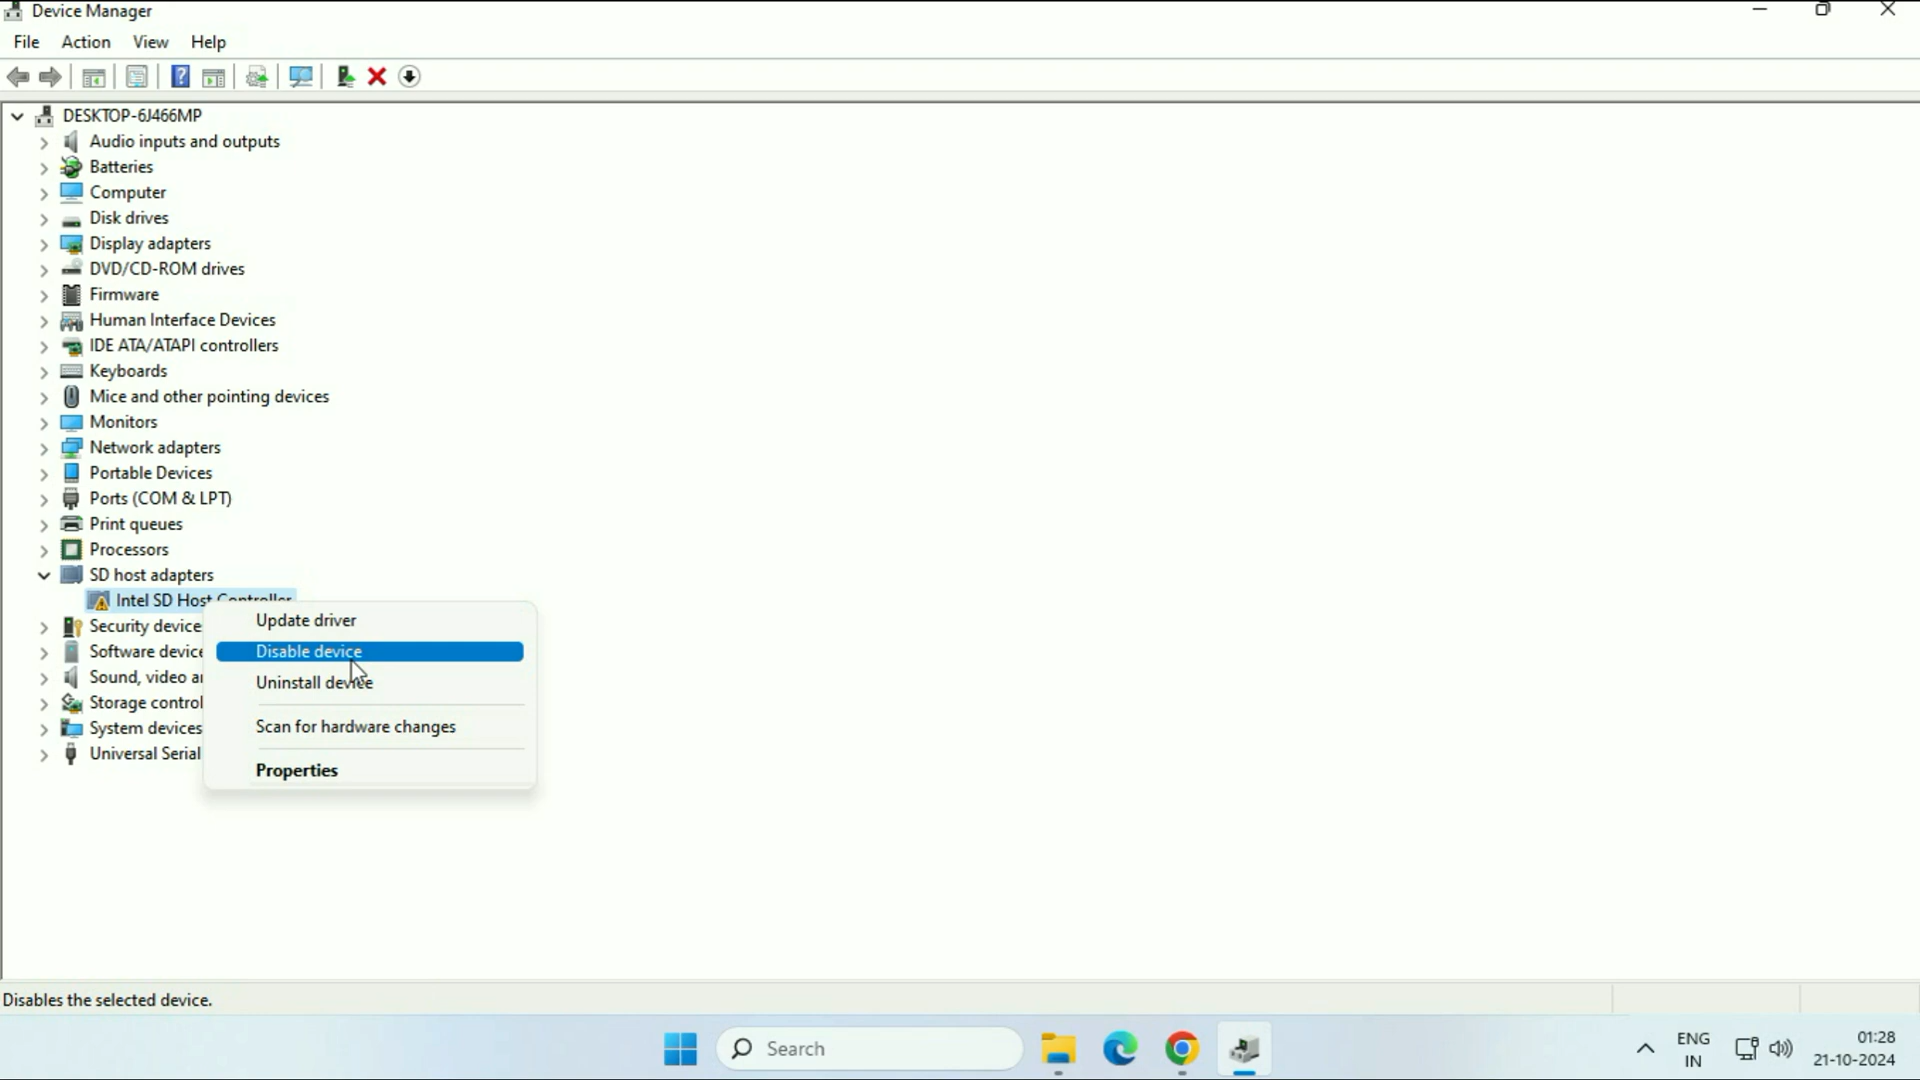 Device Manager
File Action View Help
DESKTOP-6J466MP
Audio inputs and outputs
Batteries
Computer
Disk drives
Display adapters
DVD/CD-ROM drives
Firmware
Human Interface Devices
IDE ATA/ATAPI controllers
Keyboards
Mice and other pointing devices
Monitors
Network adapters
Portable Devices
Ports (COM & LPT)
Print queues
Processors
SD host adapters
Intel SD Host Controller
Update driver
Security device
Disable device
Software device
Sound, video a
Uninstall device
Storage control
Scan for hardware changes
System devices
Universal Serial
Properties
Disables the selected device.
Search
ENG
IN
01:28
21-10-2024